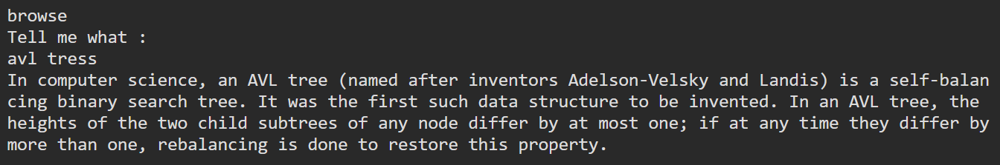 browse
Tell me what :
avl tress
In computer science, an AVL tree (named after inventors Adelson-Velsky and Landis) is a self-balan
cing binary search tree. It was the first such data structure to be invented. In an AVL tree, the
heights of the two child subtrees of any node differ by at most one; if at any time they differ by
more than one, rebalancing is done to restore this property.